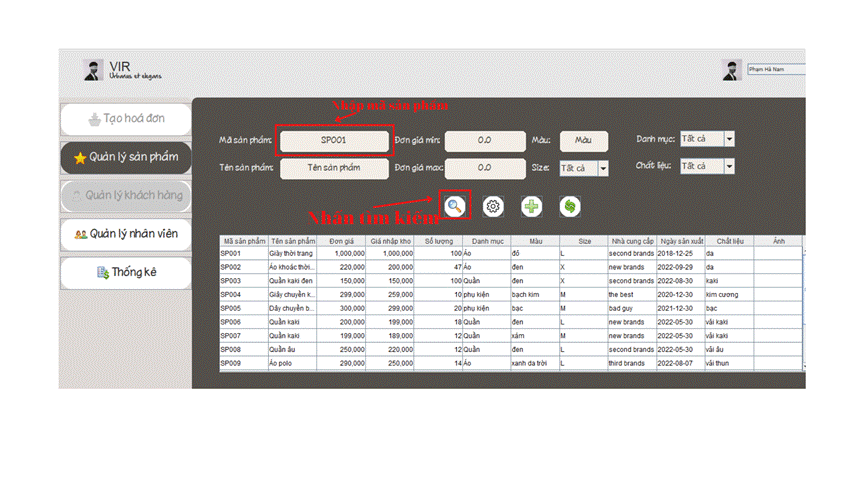 VIR
Urbanus et elegans
Phạm Hà Nam
Tạo hoá đơn
Quản lý sản phẩm
Quản lý khách hàng
Quản lý nhân viên
Thống kê
Nhập mã sản phẩm
Mã sản phẩm: SP001 Đơn giá min: 0.0 Màu: Màu Danh mục: Tất cả
Tên sản phẩm: Tên sản phẩm Đơn giá max: 0.0 Size: Tất cả Chất liệu: Tất cả
Nhấn tìm kiếm
Mã sản phẩm Tên sản phẩm Đơn giá Giá nhập kho Số lượng Danh mục Màu Size Nhà cung cấp Ngày sản xuất Chất liệu Ảnh
SP001 Giày thời trang 1,000,000 1,000,000 100 Áo đỏ L second brands 2018-12-25 da
SP002 Áo khoác thời... 220,000 200,000 47 Áo đen X new brands 2022-09-29 da
SP003 Quần kaki đen 150,000 150,000 100 Quần đen X second brands 2022-08-30 kaki
SP004 Giấy chuyền k... 299,000 259,000 10 phụ kiện bạch kim M the best 2020-12-30 kim cương
SP005 Dây chuyền b... 300,000 299,000 20 phụ kiện bạc M bad guy 2021-12-30 bạc
SP006 Quần kaki 200,000 199,000 18 Quần đen L new brands 2022-05-30 vải kaki
SP007 Quần kaki 199,000 189,000 12 Quần xám M new brands 2022-05-30 vải kaki
SP008 Quần âu 250,000 220,000 12 Quần đen L second brands 2022-05-30 vải âu
SP009 Áo polo 290,000 250,000 14 Áo xanh da trời L third brands 2022-08-07 vải thun